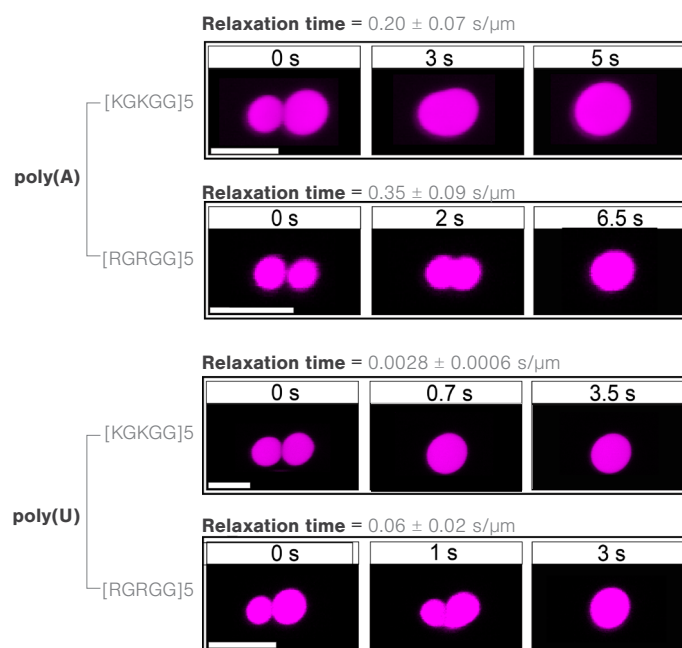 Relaxation time = 0.20 ± 0.07 s/µm
0 s 3 s 5 s
[KGKGG]5
poly(A)
Relaxation time = 0.35 ± 0.09 s/µm
0 s 2 s 6.5 s
[RGRGG]5
Relaxation time = 0.0028 ± 0.0006 s/µm
0 s 0.7 s 3.5 s
[KGKGG]5
poly(U)
Relaxation time = 0.06 ± 0.02 s/µm
0 s 1 s 3 s
[RGRGG]5